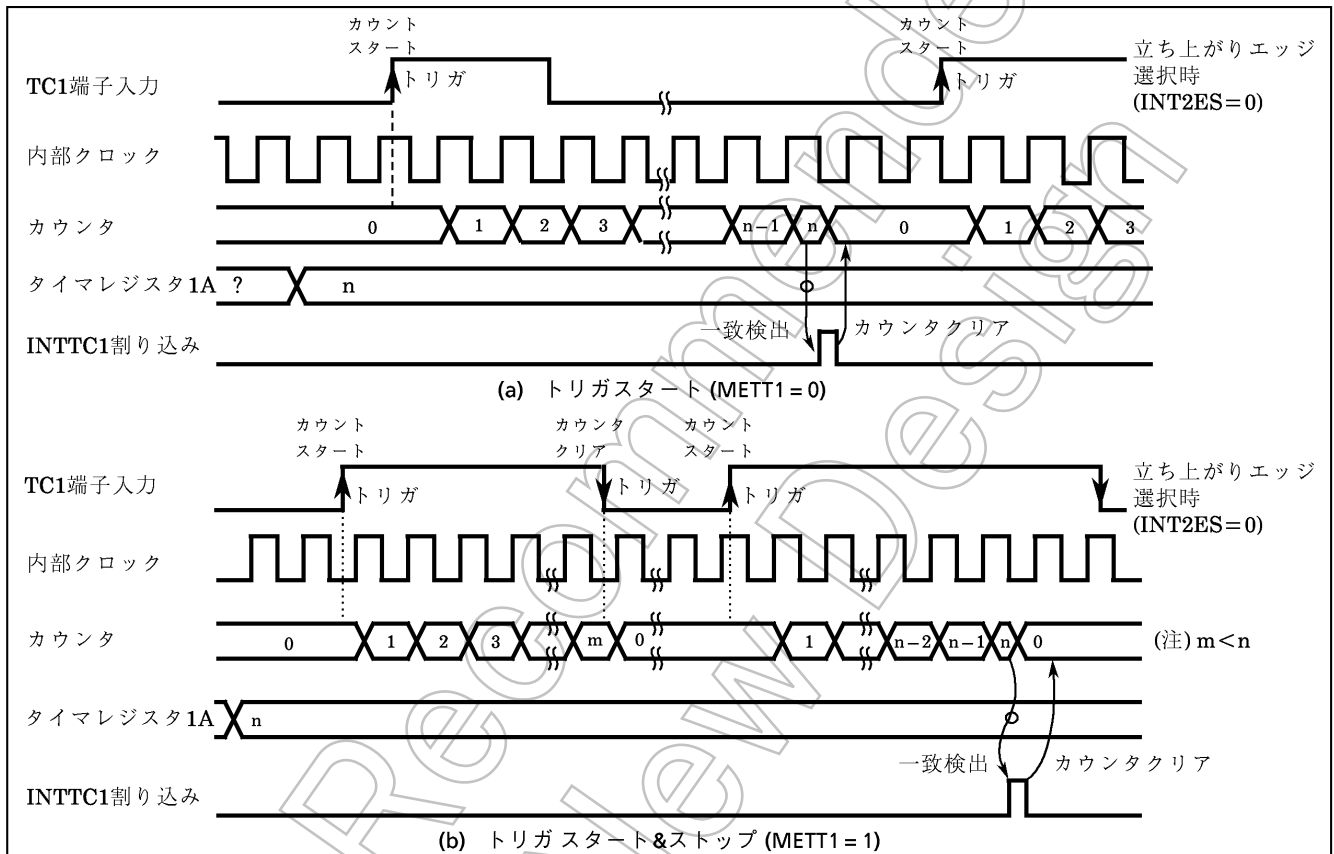 カウント
スタート
カウント
スタート
TC1端子入力
トリガ
トリガ
立ち上がりエッジ
選択時
(INT2ES=0)
内部クロック
カウンタ
0
1
2
3
n−1
n
0
1
2
3
タイマレジスタ1A
?
n
一致検出
カウンタクリア
INTTC1割り込み
(a) トリガスタート (METT1 = 0)
カウント
スタート
カウンタ
クリア
カウント
スタート
TC1端子入力
トリガ
トリガ
トリガ
立ち上がりエッジ
選択時
(INT2ES=0)
内部クロック
カウンタ
0
1
2
3
m
0
1
n−2
n−1
n
0
(注) m<n
タイマレジスタ1A
n
一致検出
カウンタクリア
INTTC1割り込み
(b) トリガ スタート&ストップ (METT1 = 1)
Recommende
ew Design